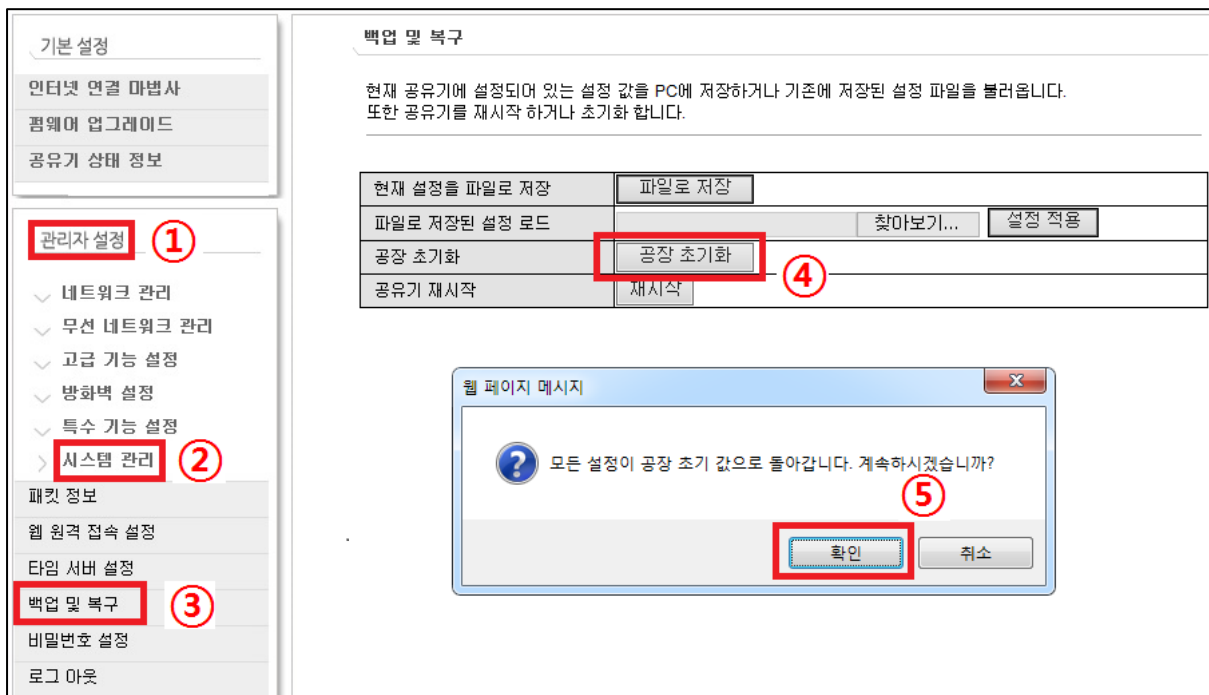 기본 설정
인터넷 연결 마법사
펌웨어 업그레이드
공유기 상태 정보
관리자 설정 ①
네트워크 관리
무선 네트워크 관리
고급 기능 설정
방화벽 설정
특수 기능 설정
시스템 관리 ②
패킷 정보
웹 원격 접속 설정
타임 서버 설정
백업 및 복구 ③
비밀번호 설정
로그 아웃
백업 및 복구
현재 공유기에 설정되어 있는 설정 값을 PC에 저장하거나 기존에 저장된 설정 파일을 불러옵니다.
또한 공유기를 재시작 하거나 초기화 합니다.
현재 설정을 파일로 저장 파일로 저장
파일로 저장된 설정 로드 찾아보기... 설정 적용
공장 초기화 공장 초기화 ④
공유기 재시작 재시작
웹 페이지 메시지
모든 설정이 공장 초기 값으로 돌아갑니다. 계속하시겠습니까?
⑤
확인 취소